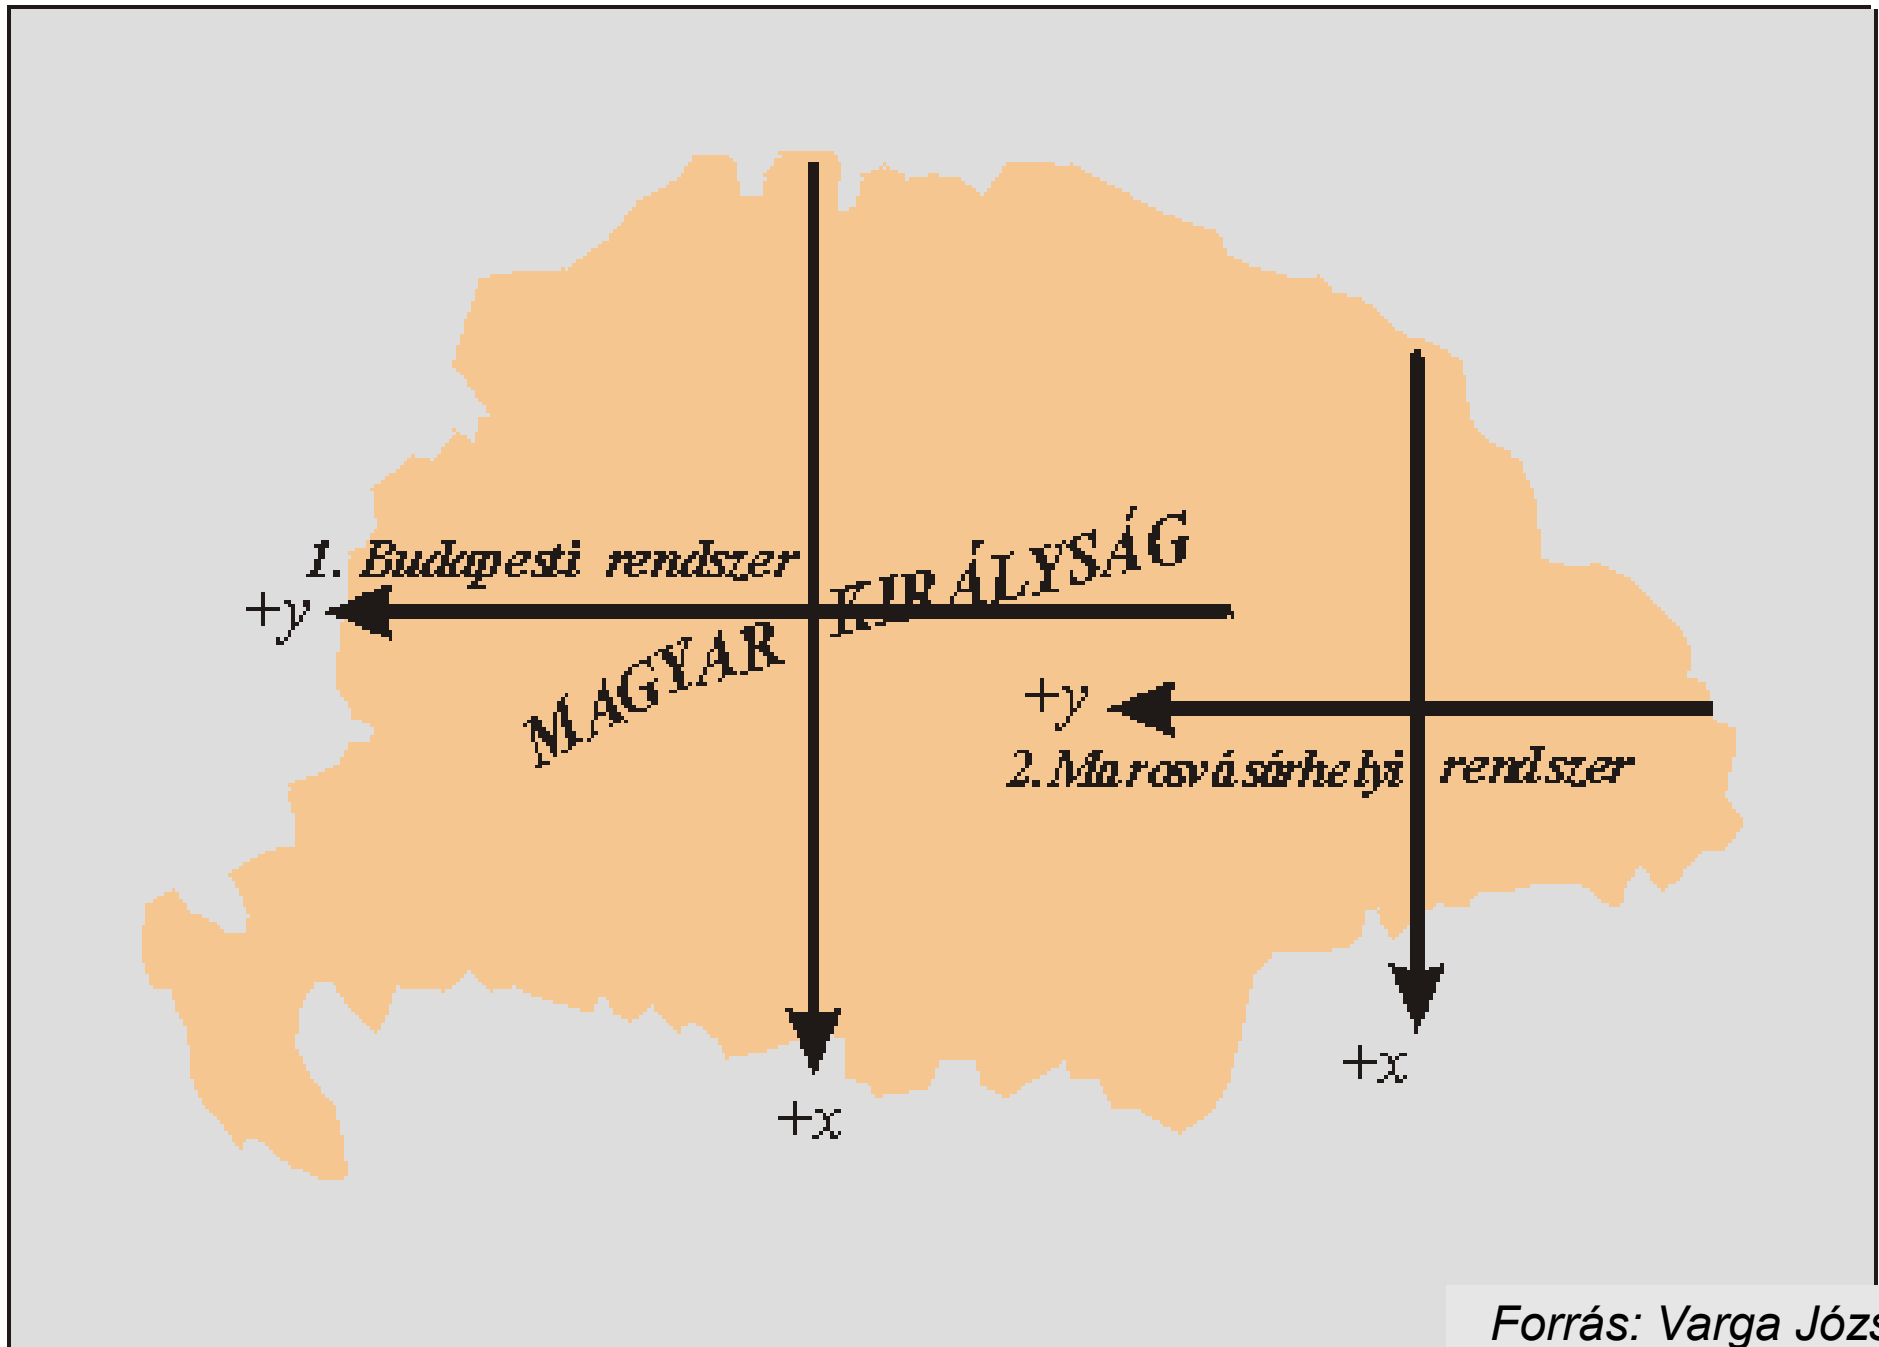 1. Budapesti rendszer
+y
MAGYAR KIRÁLYSÁG
+y
2. Marosvásárhelyi rendszer
+x
+x
Forrás: Varga Józs